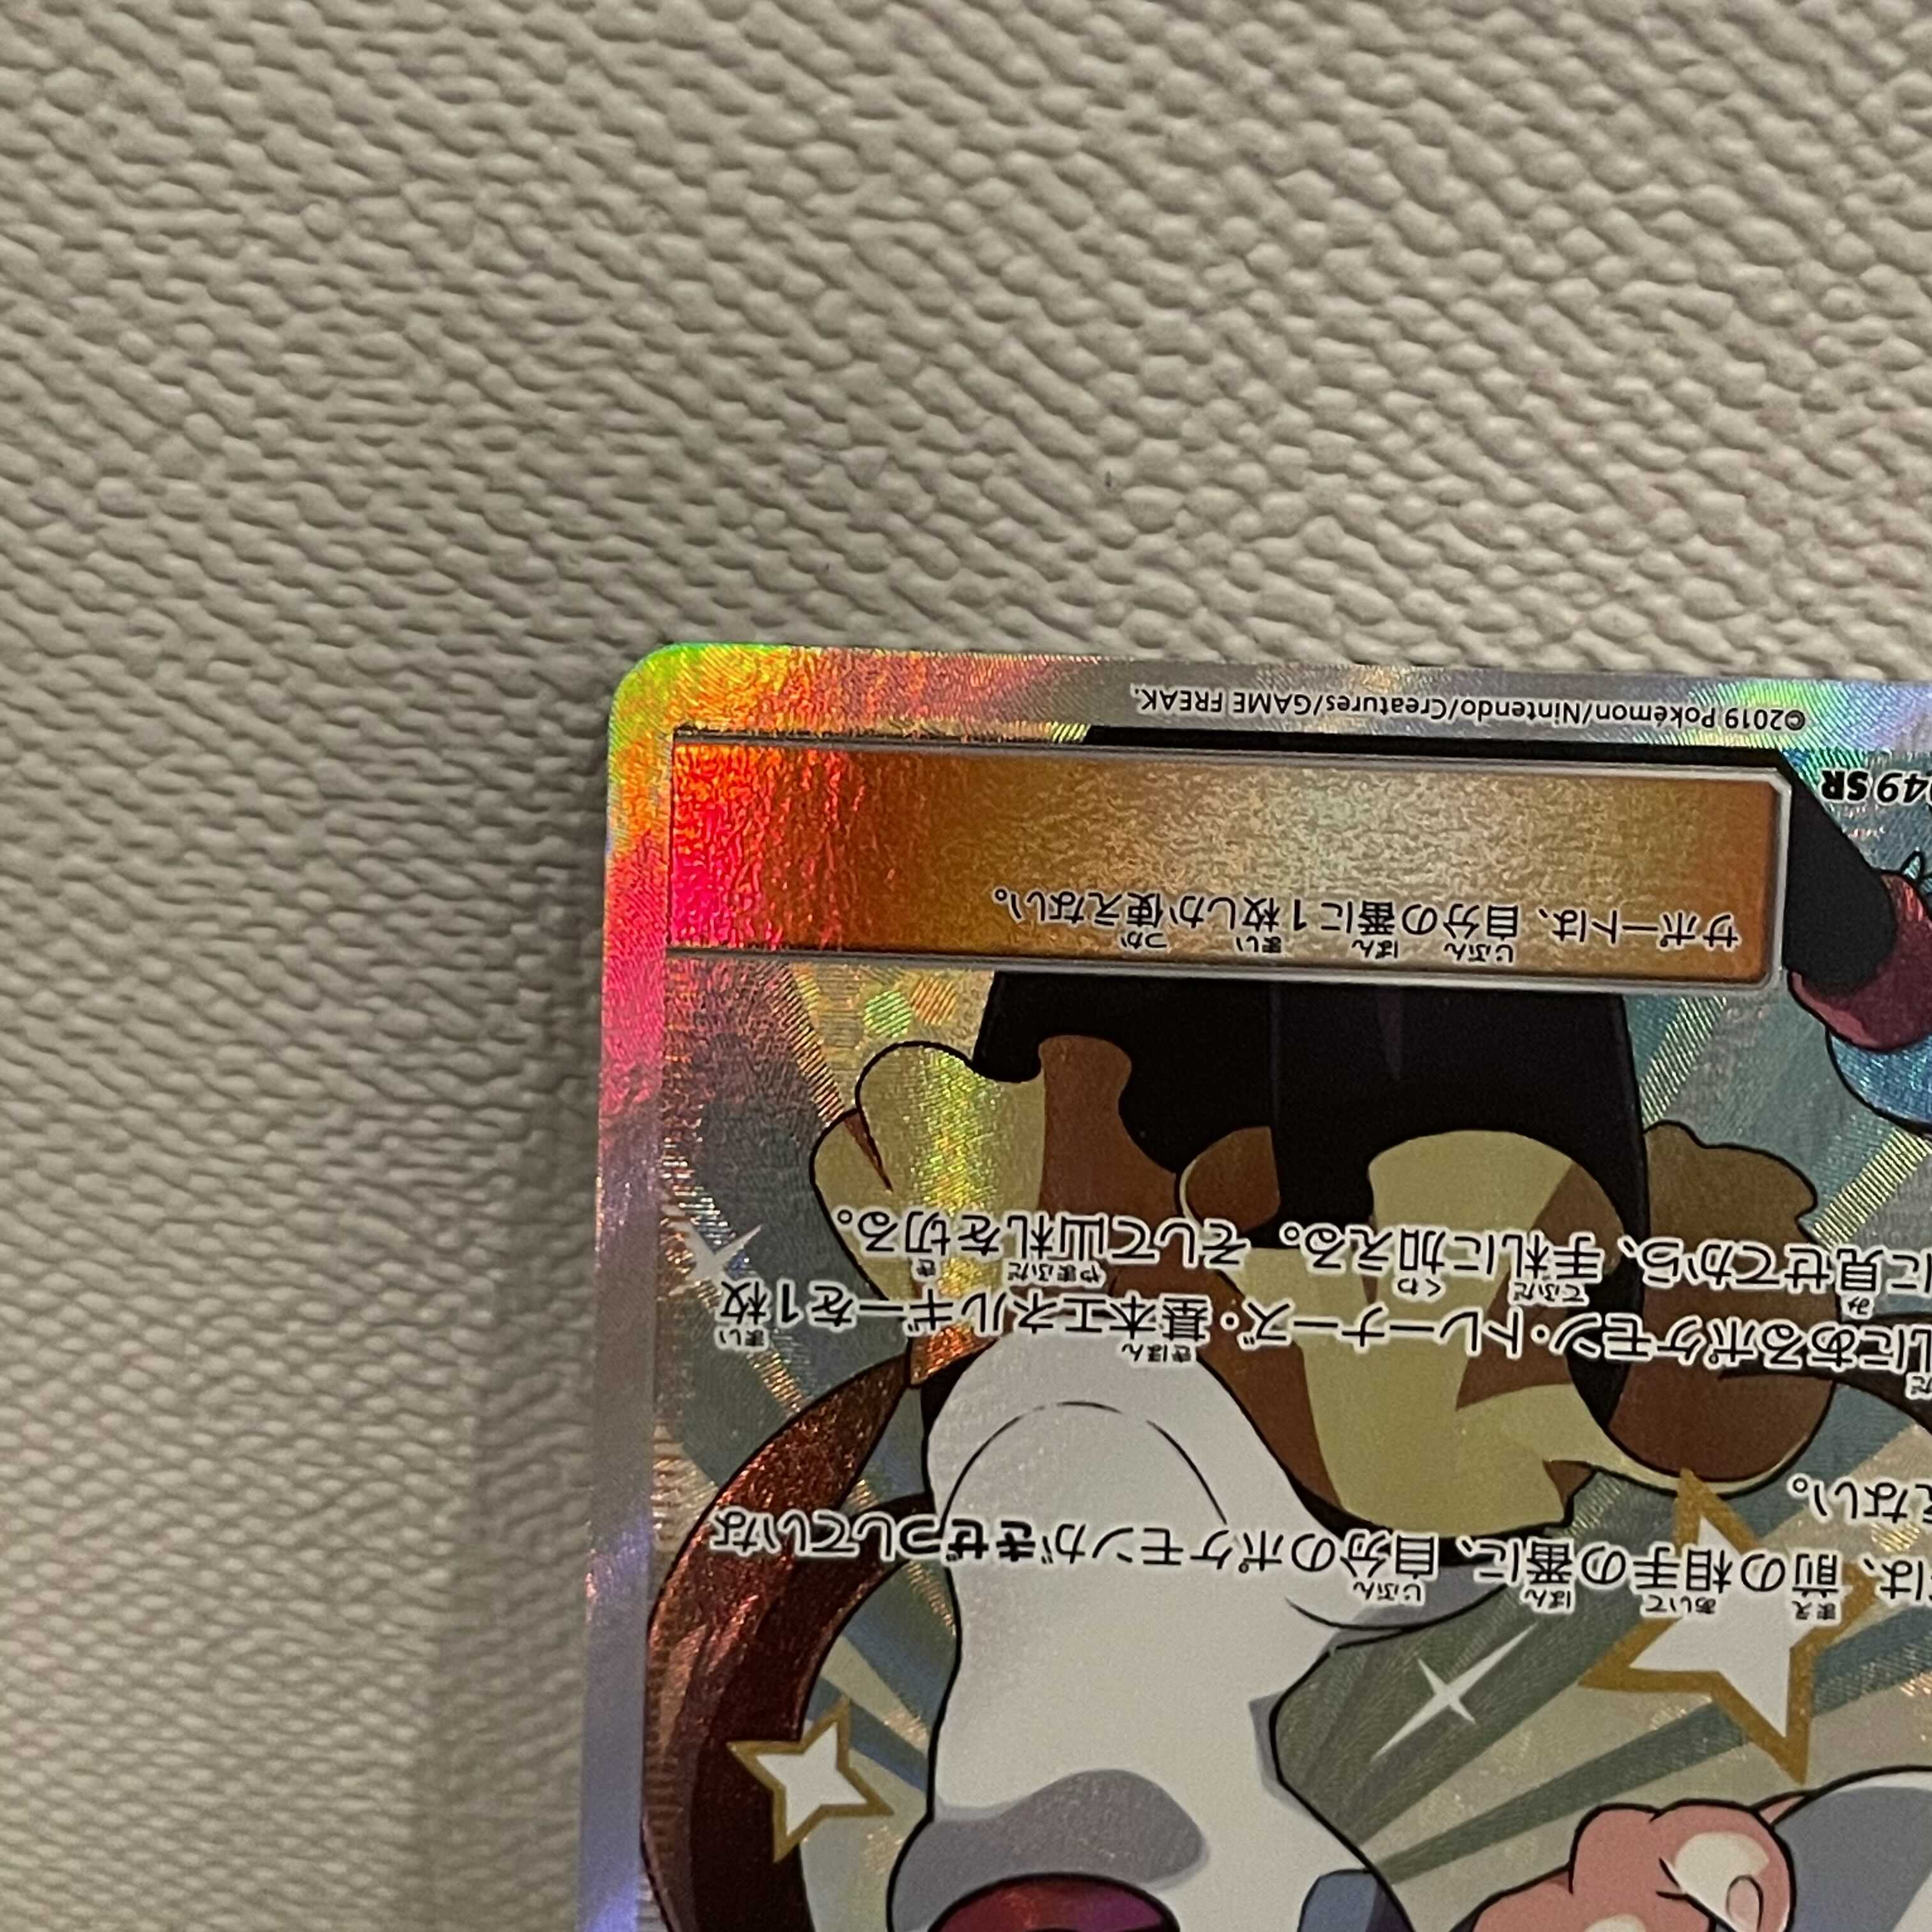 は、前の相手の番に、自分のポケモンがきぜつしていな
えない。
にあるポケモン・トレーナーズ・基本エネルギーを1枚
に見せてから、手札に加える。そして山札を切る。
サポートは、自分の番に1枚しか使えない。
49 SR
©2019 Pokémon/Nintendo/Creatures/GAME FREAK.